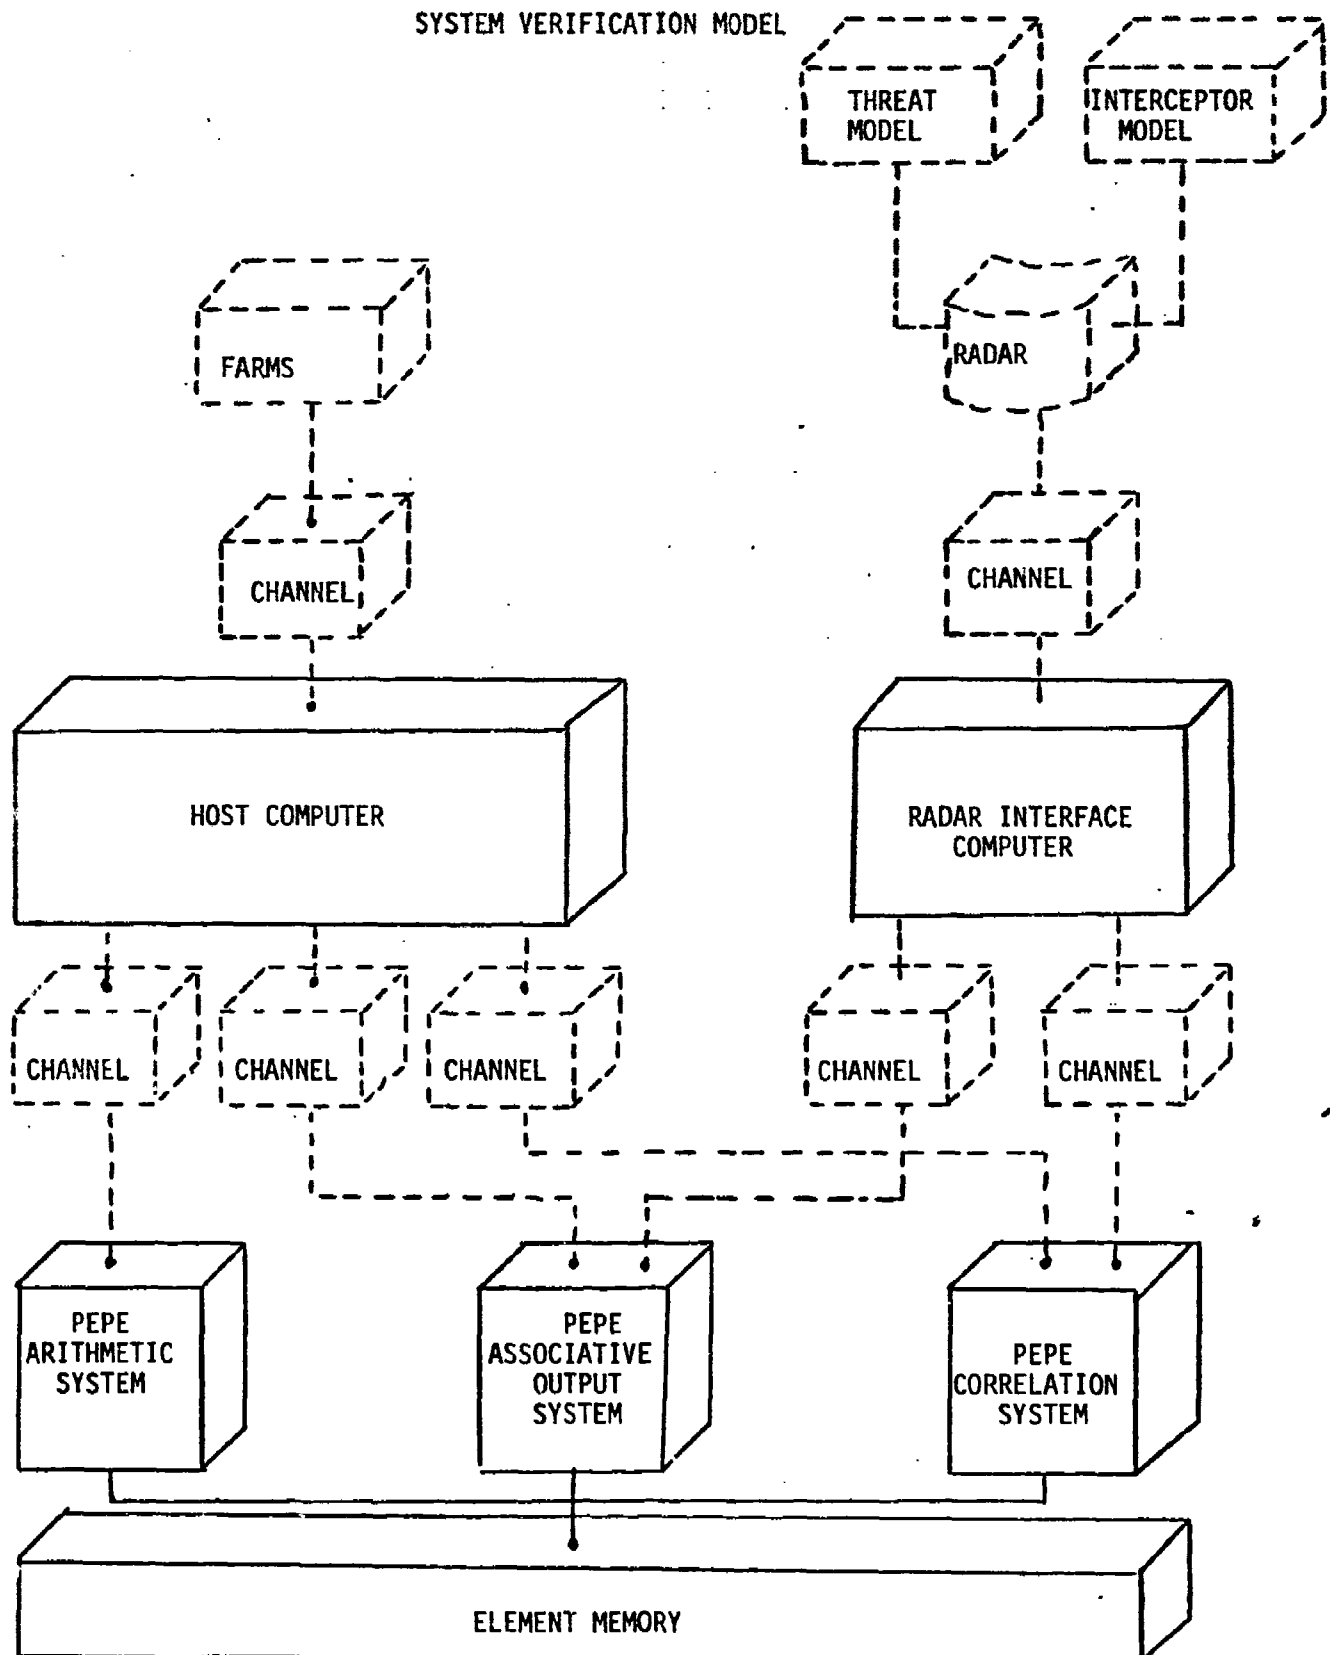 SYSTEM VERIFICATION MODEL
THREAT
MODEL
INTERCEPTOR
MODEL
FARMS
RADAR
CHANNEL
CHANNEL
HOST COMPUTER
RADAR INTERFACE
COMPUTER
CHANNEL
CHANNEL
CHANNEL
CHANNEL
CHANNEL
PEPE
ARITHMETIC
SYSTEM
PEPE
ASSOCIATIVE
OUTPUT
SYSTEM
PEPE
CORRELATION
SYSTEM
ELEMENT MEMORY